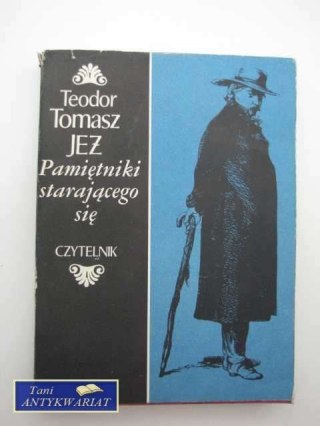 Teodor
Tomasz
JEŻ
Pamiętniki
starającego
się
CZYTELNIK
Tani
ANTYKWARIAT